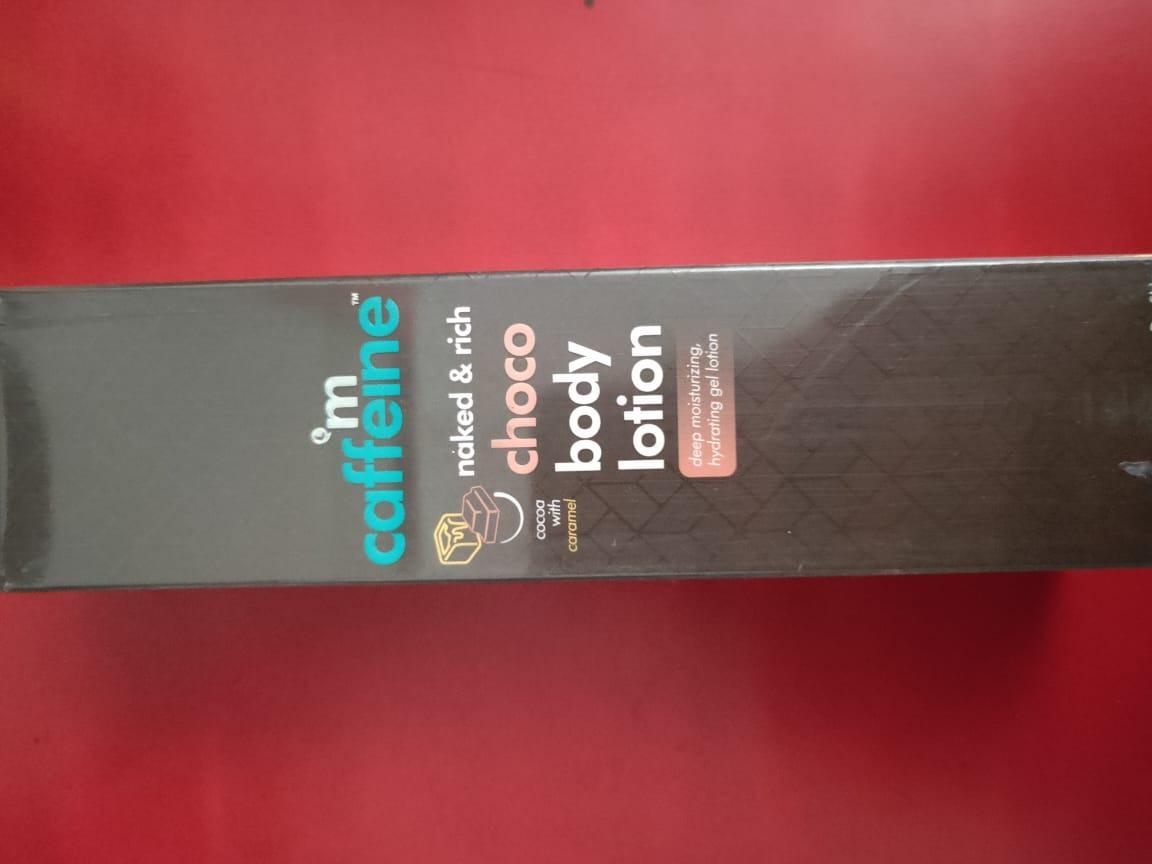 m
caffeine™
naked & rich
choco
body
lotion
cocoa
with
caramel
deep moisturizing,
hydrating gel lotion